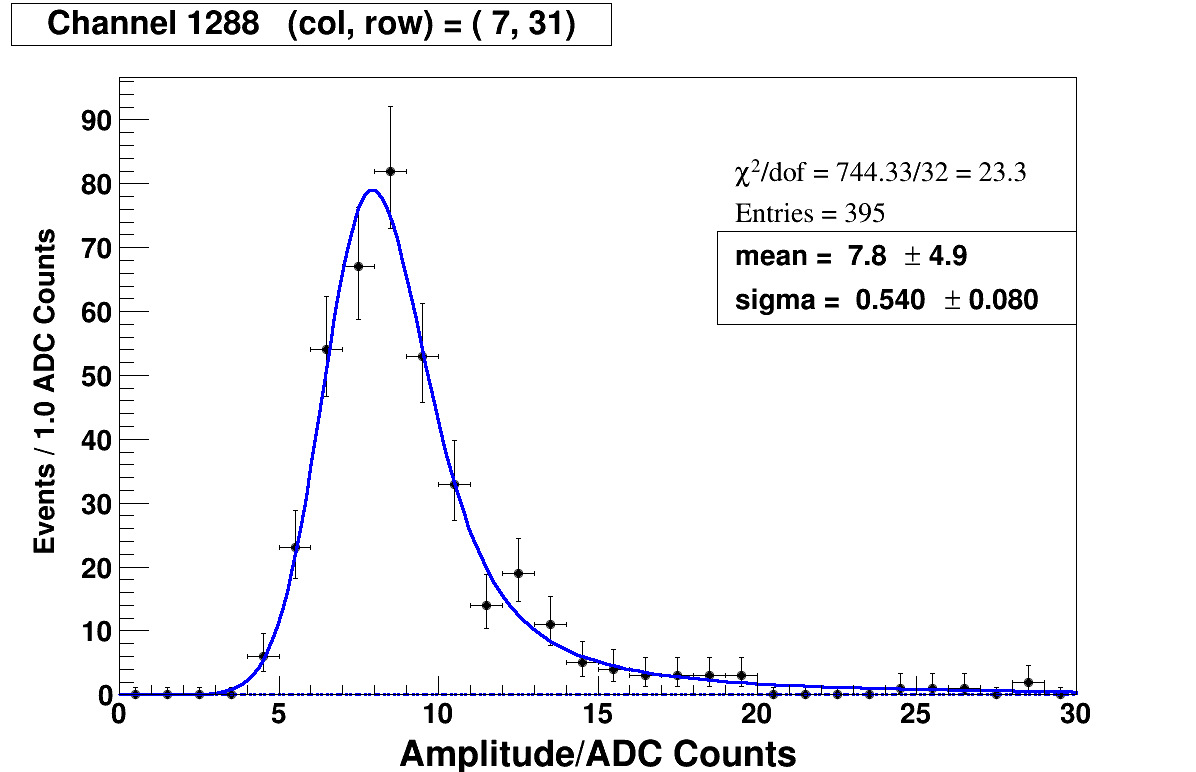 Channel 1288 (col, row) = ( 7, 31)
χ²/dof = 744.33/32 = 23.3
Entries = 395
mean = 7.8 ± 4.9
sigma = 0.540 ± 0.080
Events / 1.0 ADC Counts
90
80
70
60
50
40
30
20
10
0
0 5 10 15 20 25 30
Amplitude/ADC Counts